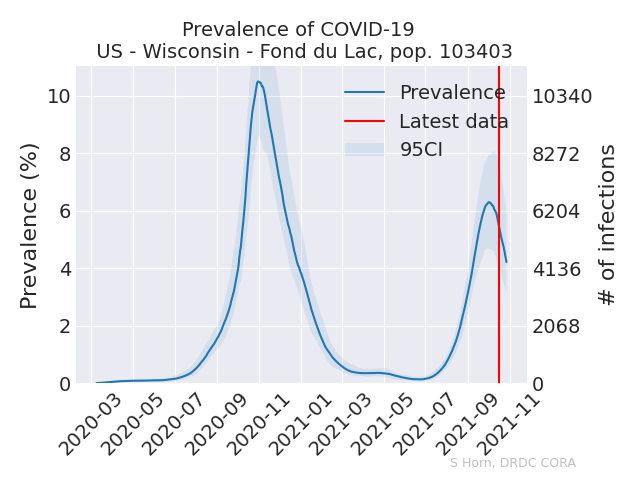 Prevalence of COVID-19
US - Wisconsin - Fond du Lac, pop. 103403
Prevalence
Latest data
95CI
Prevalence (%)
10
8
6
4
2
0
10340
8272
6204
4136
2068
0
# of infections
2020-03
2020-05
2020-07
2020-09
2020-11
2021-01
2021-03
2021-05
2021-07
2021-09
2021-11
S Horn, DRDC CORA